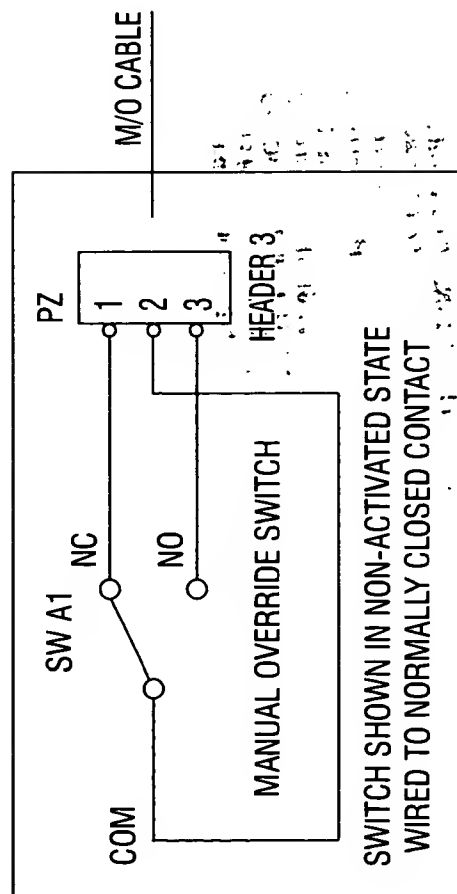 M/O CABLE
PZ
1
2
3
HEADER 3
SW A1
NC
NO
COM
MANUAL OVERRIDE SWITCH
SWITCH SHOWN IN NON-ACTIVATED STATE
WIRED TO NORMALLY CLOSED CONTACT